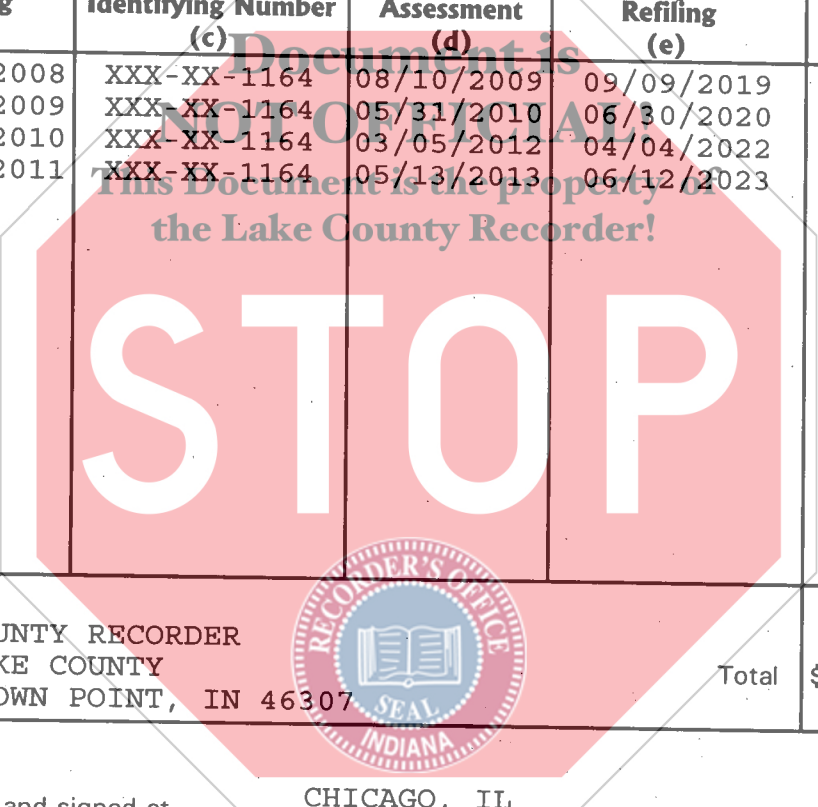 g Identifying Number Assessment Refiling
(c) (d) (e)
Document is
2008 XXX-XX-1164 08/10/2009 09/09/2019
2009 XXX-XX-1164 05/31/2010 06/30/2020
NOT OFFICIAL!
2010 XXX-XX-1164 03/05/2012 04/04/2022
2011 XXX-XX-1164 05/13/2013 06/12/2023
This Document is the property of
the Lake County Recorder!
STOP
RECORDER'S OFFICE
SEAL
INDIANA
UNTY RECORDER
KE COUNTY
OWN POINT, IN 46307
Total $
and signed at CHICAGO, IL